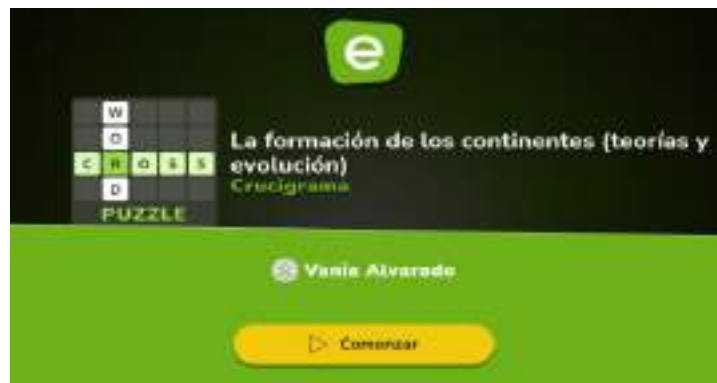 e
W
O
C R O S S
D
PUZZLE
La formación de los continentes (teorías y
evolución)
Crucigrama
Vania Alvarado
Comenzar